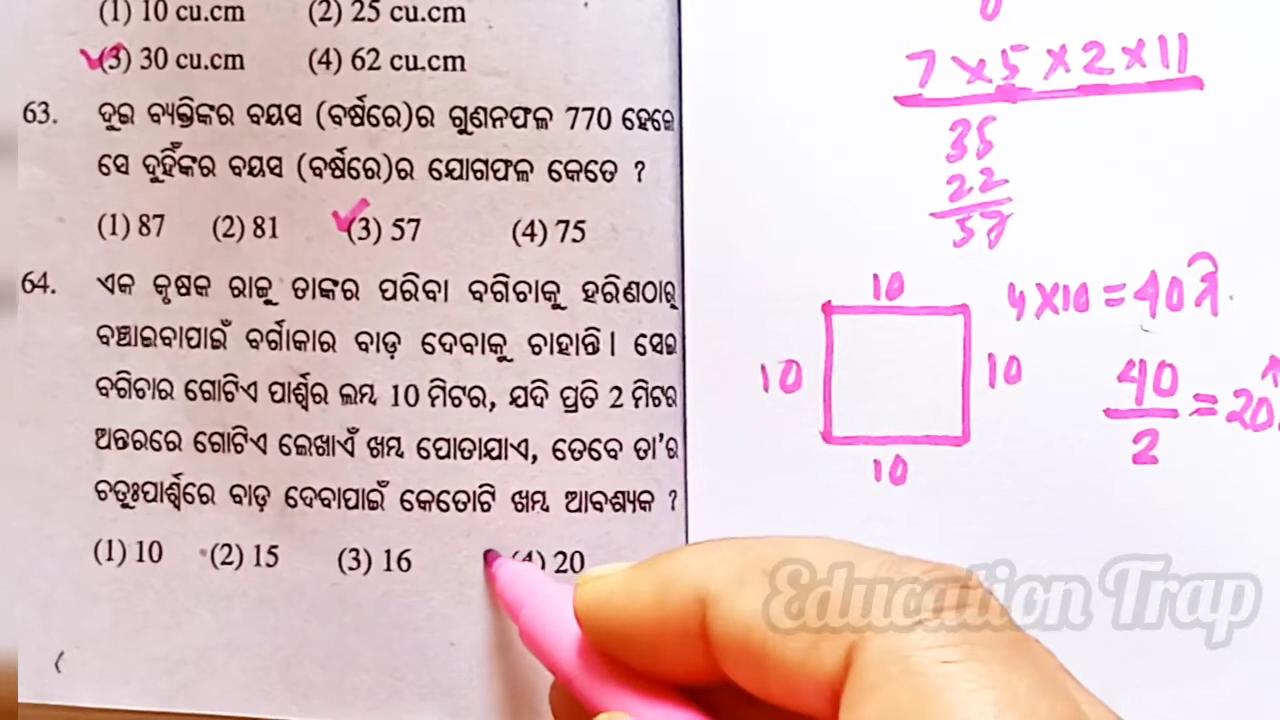 (1) 10 cu.cm (2) 25 cu.cm
(3) 30 cu.cm (4) 62 cu.cm
63. ଦୁଇ ବ୍ୟକ୍ତିଙ୍କର ବୟସ (ବର୍ଷରେ)ର ଗୁଣନଫଳ 770 ହେଲେ
ସେ ଦୁହିଁଙ୍କର ବୟସ (ବର୍ଷରେ)ର ଯୋଗଫଳ କେତେ ?
(1) 87 (2) 81 (3) 57 (4) 75
64. ଏକ କୃଷକ ରାଜୁ ତାଙ୍କର ପରିବା ବଗିଚାକୁ ହରିଣଠାରୁ
ବଞ୍ଚାଇବାପାଇଁ ବର୍ଗାକାର ବାଡ଼ ଦେବାକୁ ଚାହାନ୍ତି। ସେଇ
ବଗିଚାର ଗୋଟିଏ ପାର୍ଶ୍ୱର ଲମ୍ବ 10 ମିଟର, ଯଦି ପ୍ରତି 2 ମିଟର
ଅନ୍ତରରେ ଗୋଟିଏ ଲେଖାଏଁ ଖମ୍ବ ପୋତାଯାଏ, ତେବେ ତା'ର
ଚତୁଃପାର୍ଶ୍ୱରେ ବାଡ଼ ଦେବାପାଇଁ କେତୋଟି ଖମ୍ବ ଆବଶ୍ୟକ ?
(1) 10 (2) 15 (3) 16 (4) 20
7 × 5 × 2 × 11
35
22
57
10
4 × 10 = 40
10 10
40
2
= 20
10
Education Trap